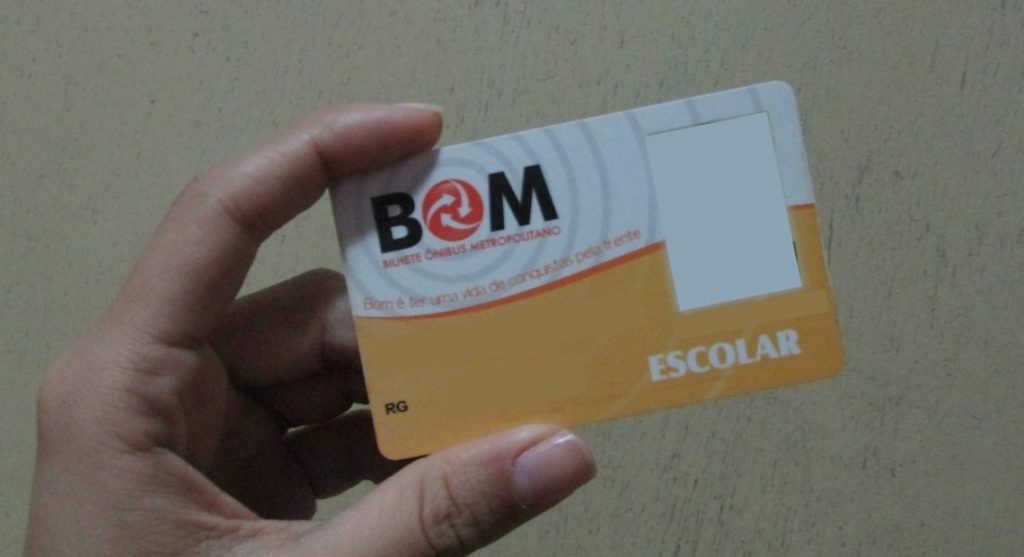 BOM
BILHETE ÔNIBUS METROPOLITANO
Bom é ter uma vida de conquistas pela frente
ESCOLAR
RG